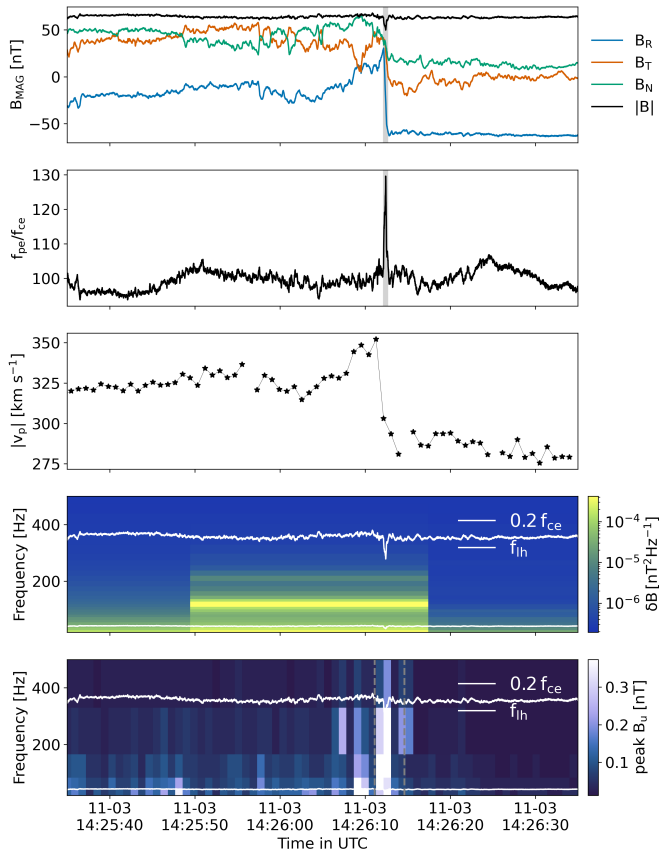 50
0
−50
B_MAG [nT]
B_R
B_T
B_N
|B|
130
120
110
100
f_pe/f_ce
350
325
300
275
|v_p| [km s⁻¹]
400
200
Frequency [Hz]
0.2 f_ce
f_lh
10⁻⁴
10⁻⁵
10⁻⁶
δB [nT²Hz⁻¹]
400
200
Frequency [Hz]
0.2 f_ce
f_lh
0.3
0.2
0.1
peak B_u [nT]
11-03 11-03 11-03 11-03 11-03 11-03
14:25:40 14:25:50 14:26:00 14:26:10 14:26:20 14:26:30
Time in UTC